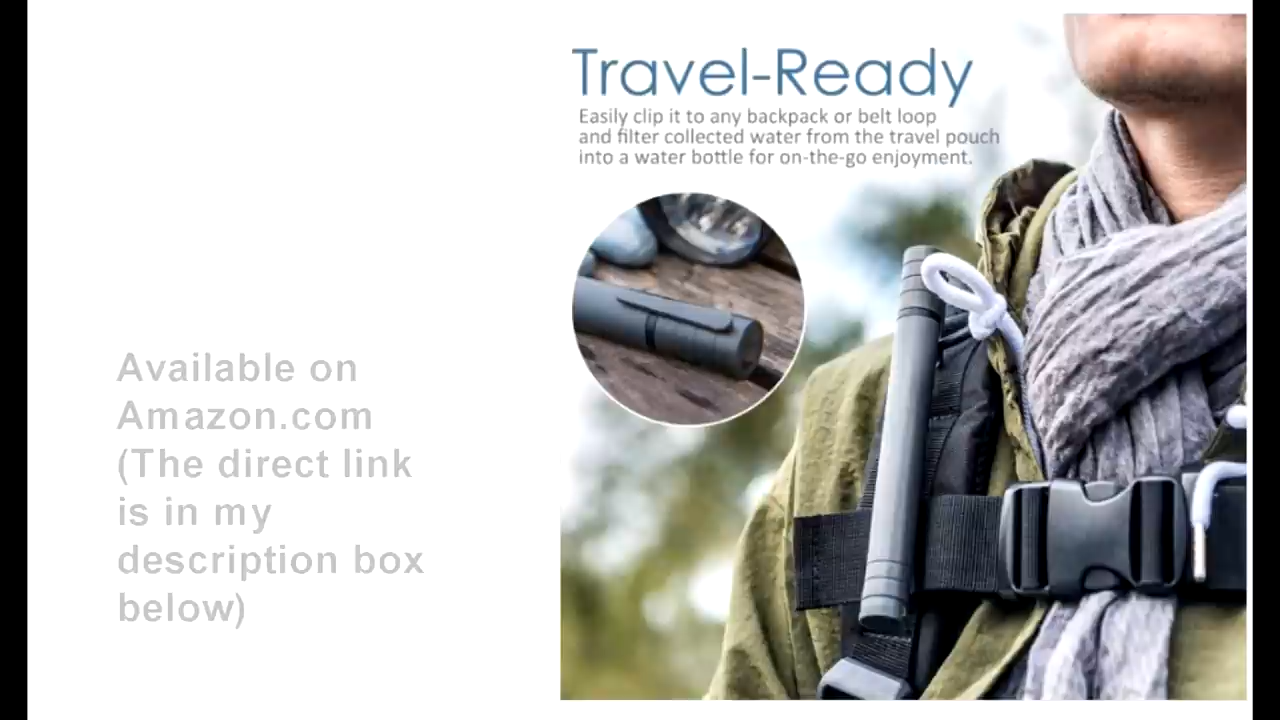 Travel-Ready
Easily clip it to any backpack or belt loop
and filter collected water from the travel pouch
into a water bottle for on-the-go enjoyment.
Available on
Amazon.com
(The direct link
is in my
description box
below)